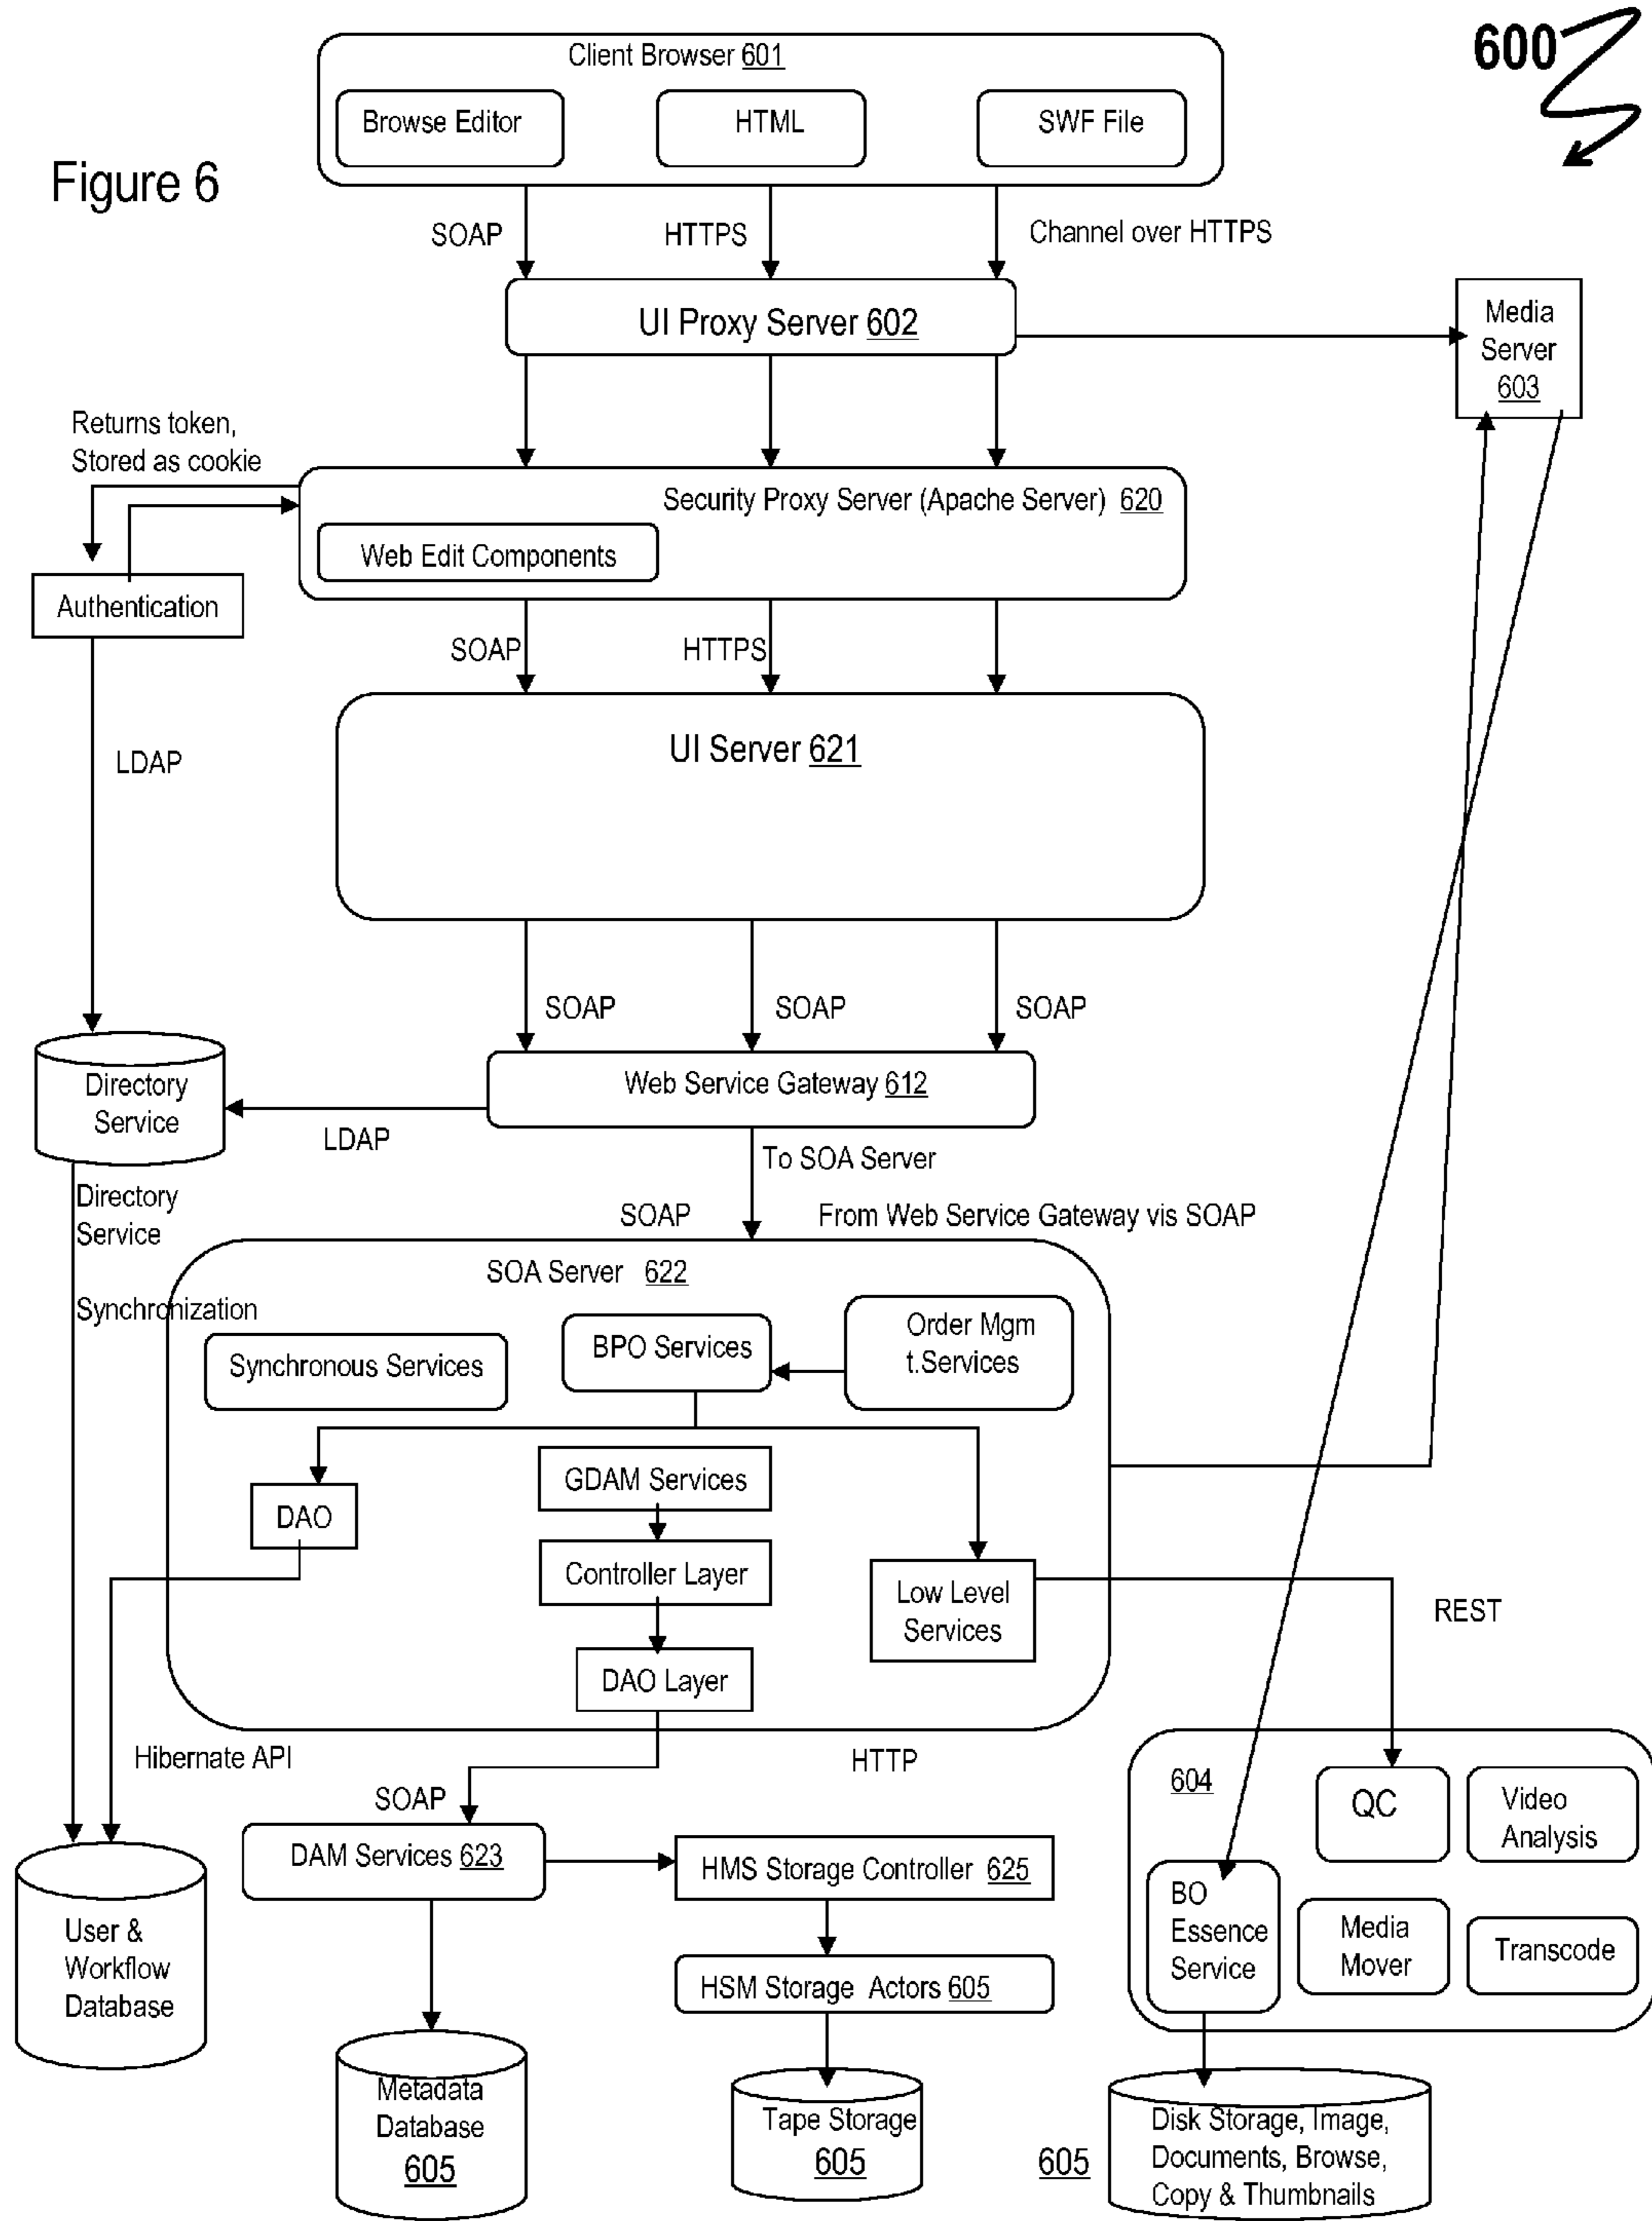 600
Client Browser 601
Browse Editor
HTML
SWF File
Figure 6
SOAP
HTTPS
Channel over HTTPS
UI Proxy Server 602
Media
Server
603
Returns token,
Stored as cookie
Security Proxy Server (Apache Server) 620
Web Edit Components
Authentication
SOAP
HTTPS
UI Server 621
LDAP
SOAP
SOAP
SOAP
Directory
Service
Web Service Gateway 612
LDAP
To SOA Server
Directory
Service
SOAP
From Web Service Gateway vis SOAP
SOA Server 622
Synchronization
Synchronous Services
BPO Services
Order Mgm
t.Services
DAO
GDAM Services
Controller Layer
Low Level
Services
REST
DAO Layer
Hibernate API
HTTP
SOAP
604
QC
Video
Analysis
DAM Services 623
HMS Storage Controller 625
BO
Essence
Service
Media
Mover
Transcode
User &
Workflow
Database
HSM Storage Actors 605
Metadata
Database
605
Tape Storage
605
605
Disk Storage, Image,
Documents, Browse,
Copy & Thumbnails